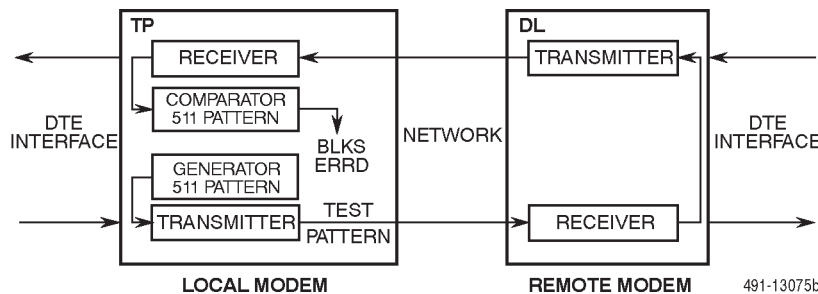 TP
RECEIVER
COMPARATOR
511 PATTERN
BLKS
ERRD
GENERATOR
511 PATTERN
TRANSMITTER
TEST
PATTERN
DTE
INTERFACE
NETWORK
DL
TRANSMITTER
RECEIVER
DTE
INTERFACE
LOCAL MODEM
REMOTE MODEM
491-13075b